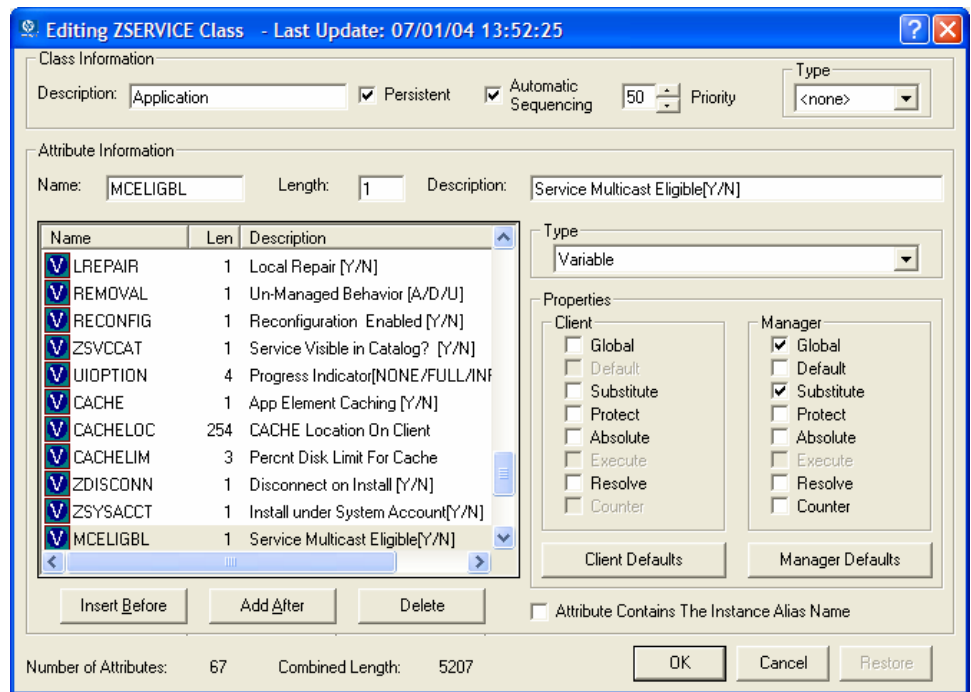 Editing ZSERVICE Class - Last Update: 07/01/04 13:52:25
Class Information
Description: Application Persistent Automatic Sequencing 50 Priority Type <none>
Attribute Information
Name: MCELIGBL Length: 1 Description: Service Multicast Eligible[Y/N]
Name Len Description
LREPAIR 1 Local Repair [Y/N]
REMOVAL 1 Un-Managed Behavior [A/D/U]
RECONFIG 1 Reconfiguration Enabled [Y/N]
ZSVCCAT 1 Service Visible in Catalog? [Y/N]
UIOPTION 4 Progress Indicator[NONE/FULL/INF
CACHE 1 App Element Caching [Y/N]
CACHELOC 254 CACHE Location On Client
CACHELIM 3 Percnt Disk Limit For Cache
ZDISCONN 1 Disconnect on Install [Y/N]
ZSYSACCT 1 Install under System Account[Y/N]
MCELIGBL 1 Service Multicast Eligible[Y/N]
Insert Before Add After Delete
Type
Variable
Properties
Client
Global
Default
Substitute
Protect
Absolute
Execute
Resolve
Counter
Client Defaults
Manager
Global
Default
Substitute
Protect
Absolute
Execute
Resolve
Counter
Manager Defaults
Attribute Contains The Instance Alias Name
Number of Attributes: 67 Combined Length: 5207
OK Cancel Restore